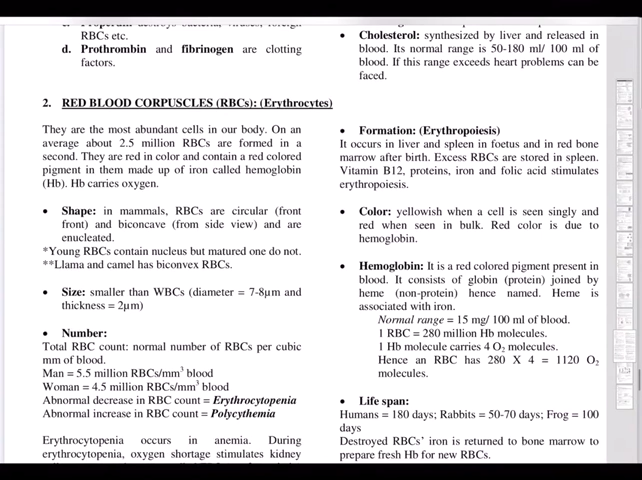 RBCs etc.
d. Prothrombin and fibrinogen are clotting
factors.
2. RED BLOOD CORPUSCLES (RBCs): (Erythrocytes)
They are the most abundant cells in our body. On an
average about 2.5 million RBCs are formed in a
second. They are red in color and contain a red colored
pigment in them made up of iron called hemoglobin
(Hb). Hb carries oxygen.
• Shape: in mammals, RBCs are circular (front
front) and biconcave (from side view) and are
enucleated.
*Young RBCs contain nucleus but matured one do not.
**Llama and camel has biconvex RBCs.
• Size: smaller than WBCs (diameter = 7-8µm and
thickness = 2µm)
• Number:
Total RBC count: normal number of RBCs per cubic
mm of blood.
Man = 5.5 million RBCs/mm³ blood
Woman = 4.5 million RBCs/mm³ blood
Abnormal decrease in RBC count = Erythrocytopenia
Abnormal increase in RBC count = Polycythemia
Erythrocytopenia occurs in anemia. During
erythrocytopenia, oxygen shortage stimulates kidney
• Cholesterol: synthesized by liver and released in
blood. Its normal range is 50-180 ml/ 100 ml of
blood. If this range exceeds heart problems can be
faced.
• Formation: (Erythropoiesis)
It occurs in liver and spleen in foetus and in red bone
marrow after birth. Excess RBCs are stored in spleen.
Vitamin B12, proteins, iron and folic acid stimulates
erythropoiesis.
• Color: yellowish when a cell is seen singly and
red when seen in bulk. Red color is due to
hemoglobin.
• Hemoglobin: It is a red colored pigment present in
blood. It consists of globin (protein) joined by
heme (non-protein) hence named. Heme is
associated with iron.
Normal range = 15 mg/ 100 ml of blood.
1 RBC = 280 million Hb molecules.
1 Hb molecule carries 4 O₂ molecules.
Hence an RBC has 280 X 4 = 1120 O₂
molecules.
• Life span:
Humans = 180 days; Rabbits = 50-70 days; Frog = 100
days
Destroyed RBCs' iron is returned to bone marrow to
prepare fresh Hb for new RBCs.